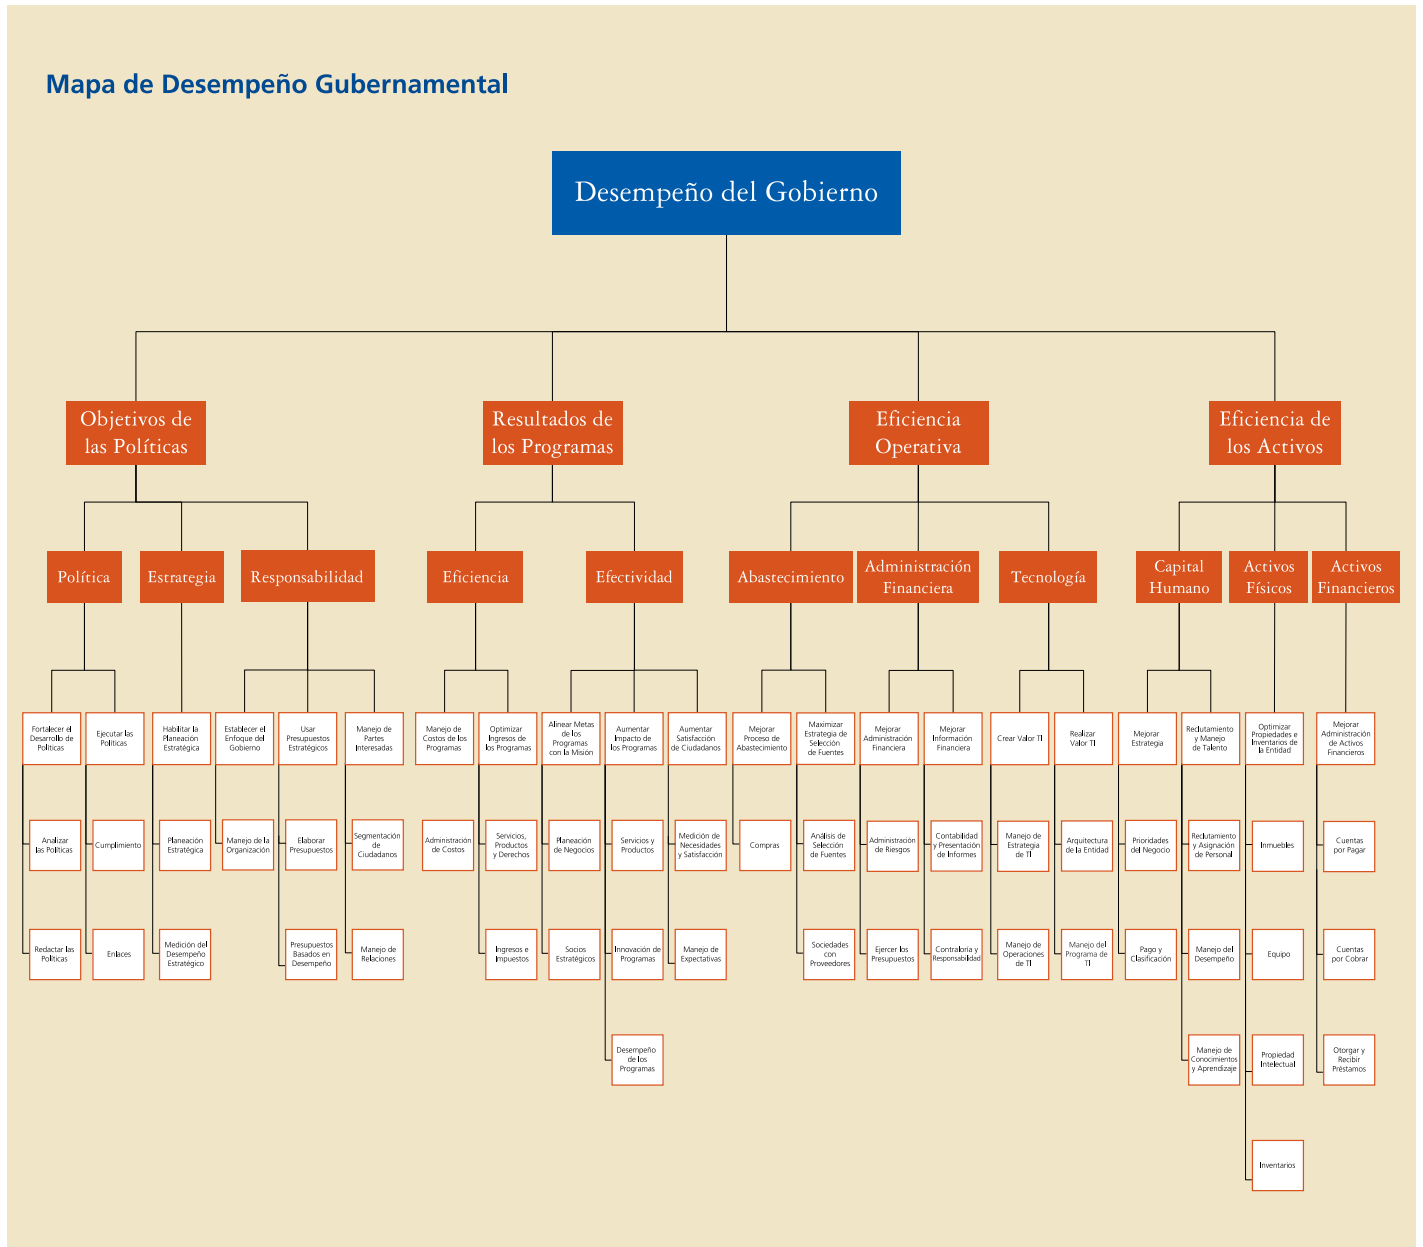 Mapa de Desempeño Gubernamental
Desempeño del Gobierno
Objetivos de
las Políticas
Resultados de
los Programas
Eficiencia
Operativa
Eficiencia de
los Activos
Política
Estrategia
Responsabilidad
Eficiencia
Efectividad
Abastecimiento
Administración
Financiera
Tecnología
Capital
Humano
Activos
Físicos
Activos
Financieros
Fortalecer el
Desarrollo de
Políticas
Ejecutar las
Políticas
Habilitar la
Planeación
Estratégica
Establecer el
Enfoque del
Gobierno
Usar
Presupuestos
Estratégicos
Manejo de
Partes
Interesadas
Manejo de
Costos de los
Programas
Optimizar
Ingresos de
los Programas
Alinear Metas
de los
Programas
con la Misión
Aumentar
Impacto de
los Programas
Aumentar
Satisfacción
de Ciudadanos
Mejorar
Proceso de
Abastecimiento
Maximizar
Estrategia de
Selección
de Fuentes
Mejorar
Administración
Financiera
Mejorar
Información
Financiera
Crear Valor TI
Realizar
Valor TI
Mejorar
Estrategia
Reclutamiento
y Manejo
de Talento
Optimizar
Propiedades e
Inventarios de
la Entidad
Mejorar
Administración
de Activos
Financieros
Analizar
las Políticas
Cumplimiento
Planeación
Estratégica
Manejo de la
Organización
Elaborar
Presupuestos
Segmentación
de
Ciudadanos
Administración
de Costos
Servicios,
Productos
y Derechos
Planeación
de Negocios
Servicios y
Productos
Medición de
Necesidades
y Satisfacción
Compras
Análisis de
Selección
de Fuentes
Administración
de Riesgos
Contabilidad
y Presentación
de Informes
Manejo de
Estrategia
de TI
Arquitectura
de la Entidad
Prioridades
del Negocio
Reclutamiento
y Asignación
de Personal
Inmuebles
Cuentas
por Pagar
Redactar las
Políticas
Enlaces
Medición del
Desempeño
Estratégico
Presupuestos
Basados en
Desempeño
Manejo de
Relaciones
Ingresos e
Impuestos
Socios
Estratégicos
Innovación de
Programas
Manejo de
Expectativas
Sociedades
con
Proveedores
Ejercer los
Presupuestos
Contraloría y
Responsabilidad
Manejo de
Operaciones
de TI
Manejo del
Programa de
TI
Pago y
Clasificación
Manejo del
Desempeño
Equipo
Cuentas
por Cobrar
Desempeño
de los
Programas
Manejo de
Conocimientos
y Aprendizaje
Propiedad
Intelectual
Otorgar y
Recibir
Préstamos
Inventarios